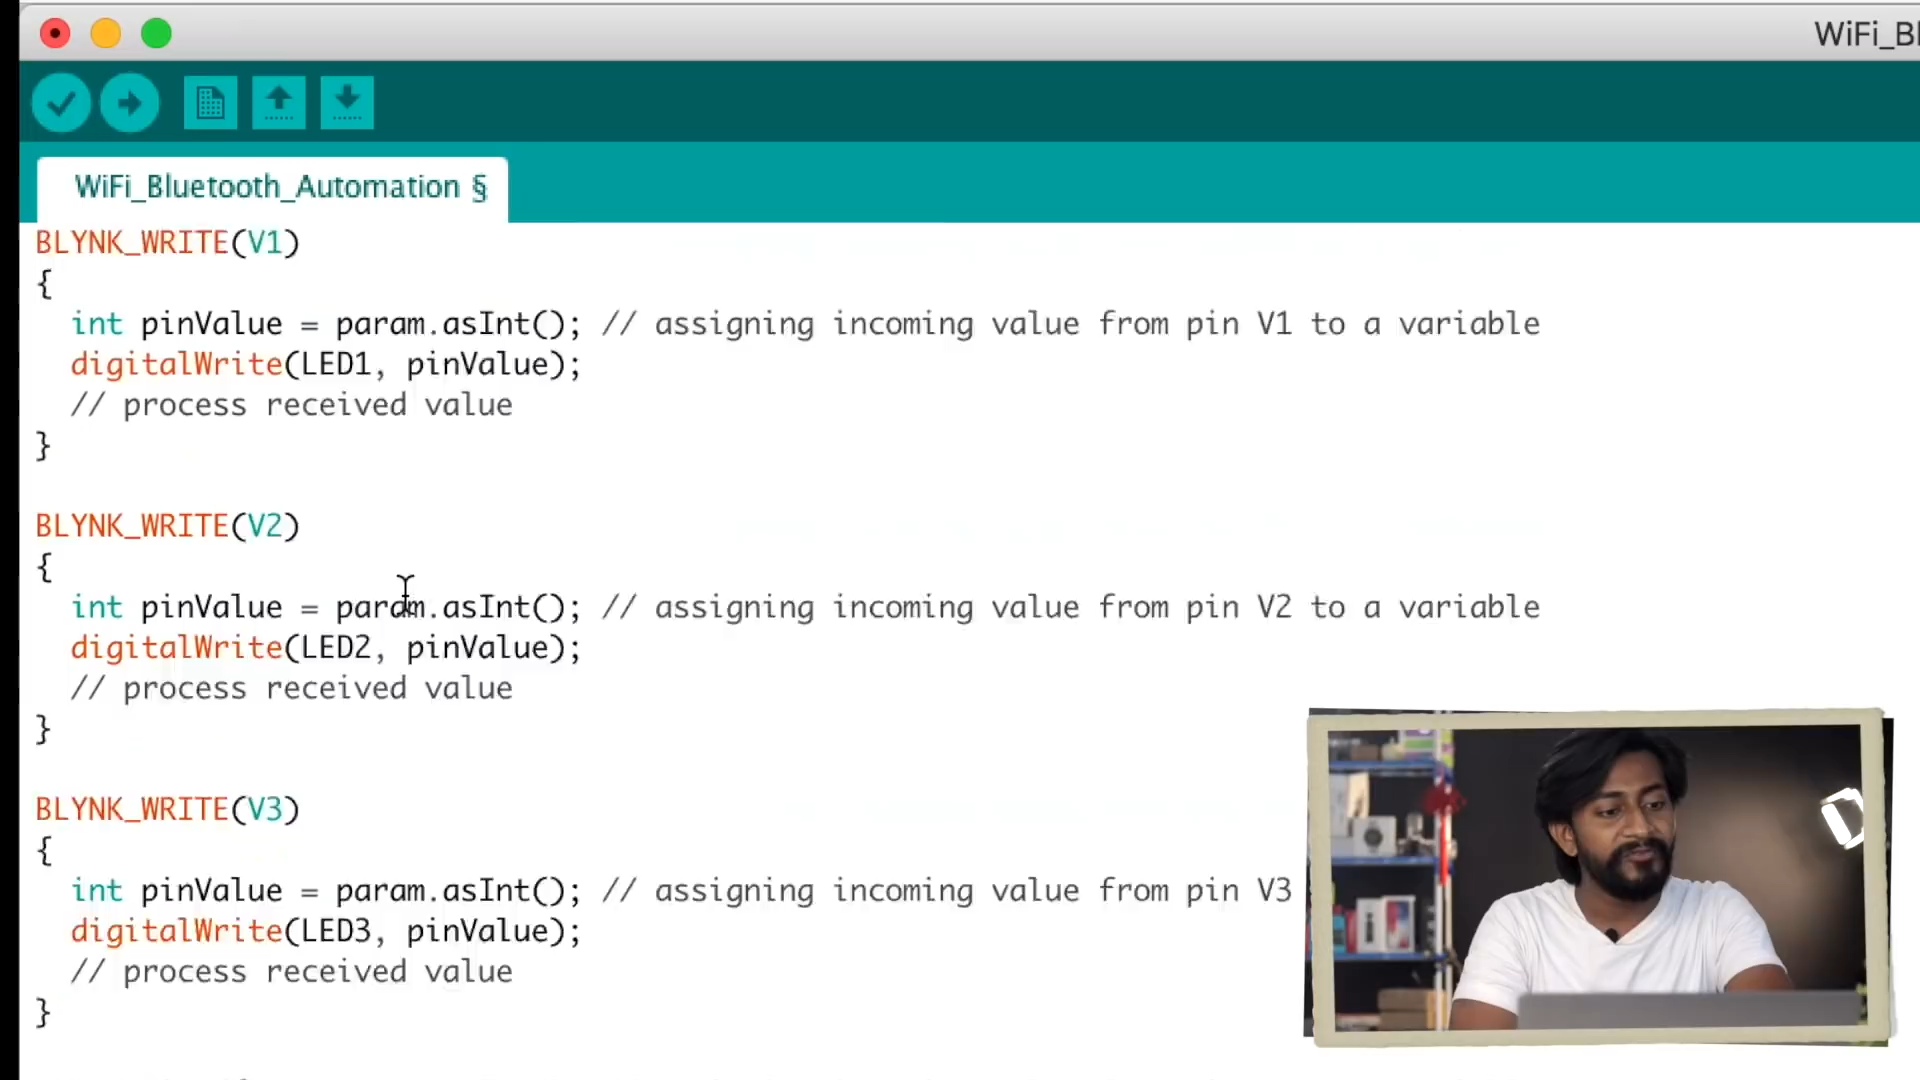 WiFi_Bl
WiFi_Bluetooth_Automation §
BLYNK_WRITE(V1)
{
int pinValue = param.asInt(); // assigning incoming value from pin V1 to a variable
digitalWrite(LED1, pinValue);
// process received value
}
BLYNK_WRITE(V2)
{
int pinValue = param.asInt(); // assigning incoming value from pin V2 to a variable
digitalWrite(LED2, pinValue);
// process received value
}
BLYNK_WRITE(V3)
{
int pinValue = param.asInt(); // assigning incoming value from pin V3
digitalWrite(LED3, pinValue);
// process received value
}